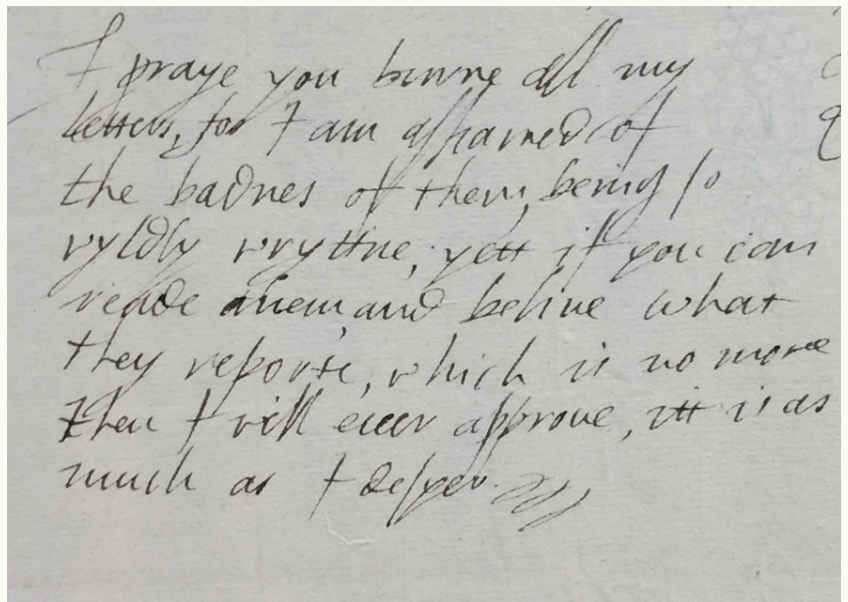 I praye you burne all my
letters, for I am ashamed of
the badnes of them, being so
vyldly wryttne, yett if you can
reade them, and belive what
they reporte, which is no more
then I will ever approve, itt is as
much as I desyer.